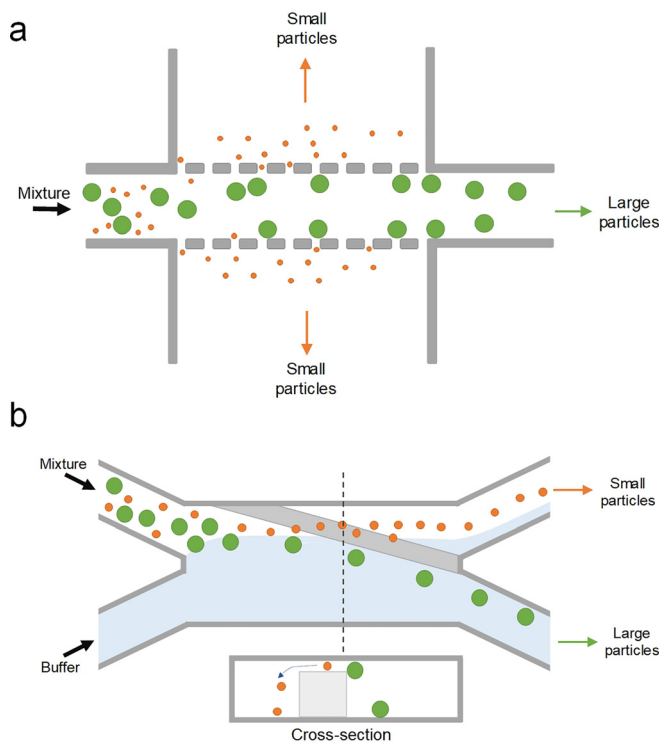 a
Small
particles
Mixture
Large
particles
Small
particles
b
Mixture
Small
particles
Buffer
Large
particles
Cross-section